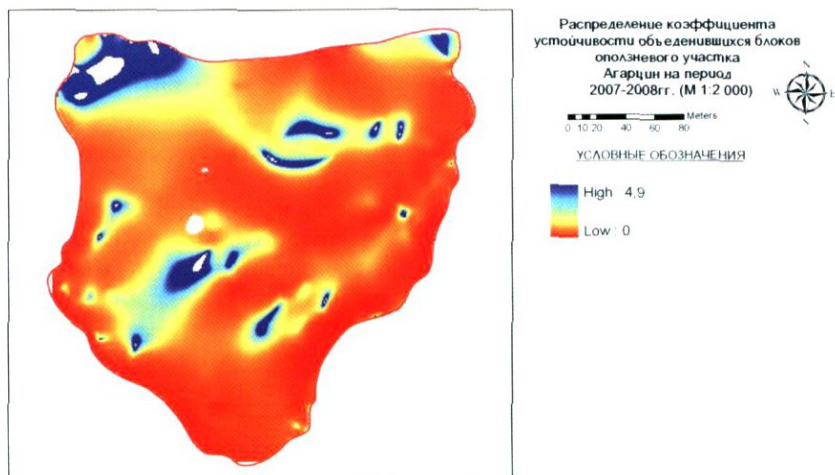 Распределение коэффициента
устойчивости объеденившихся блоков
оползневого участка
Агарцин на период
2007-2008гг. (М 1:2 000)
W E
Meters
0 10 20 40 60 80
УСЛОВНЫЕ ОБОЗНАЧЕНИЯ
High 4,9
Low : 0